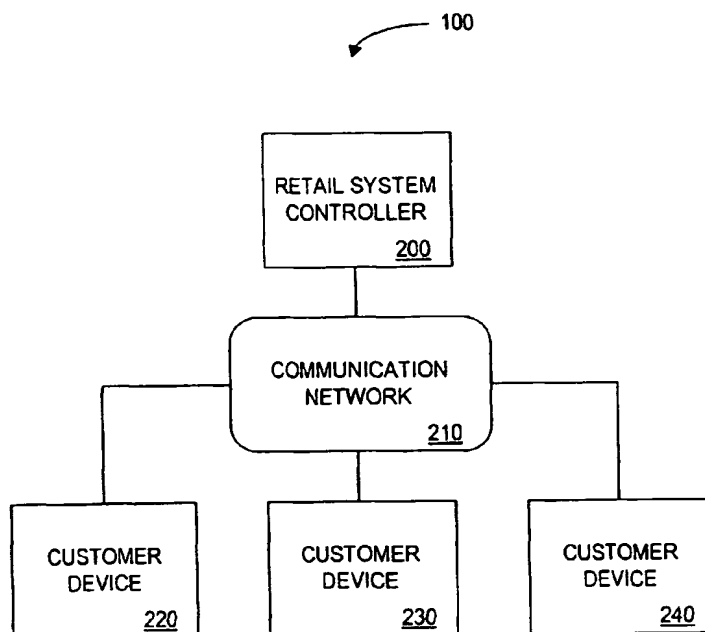 100
RETAIL SYSTEM
CONTROLLER
200
COMMUNICATION
NETWORK
210
CUSTOMER
DEVICE
220
CUSTOMER
DEVICE
230
CUSTOMER
DEVICE
240